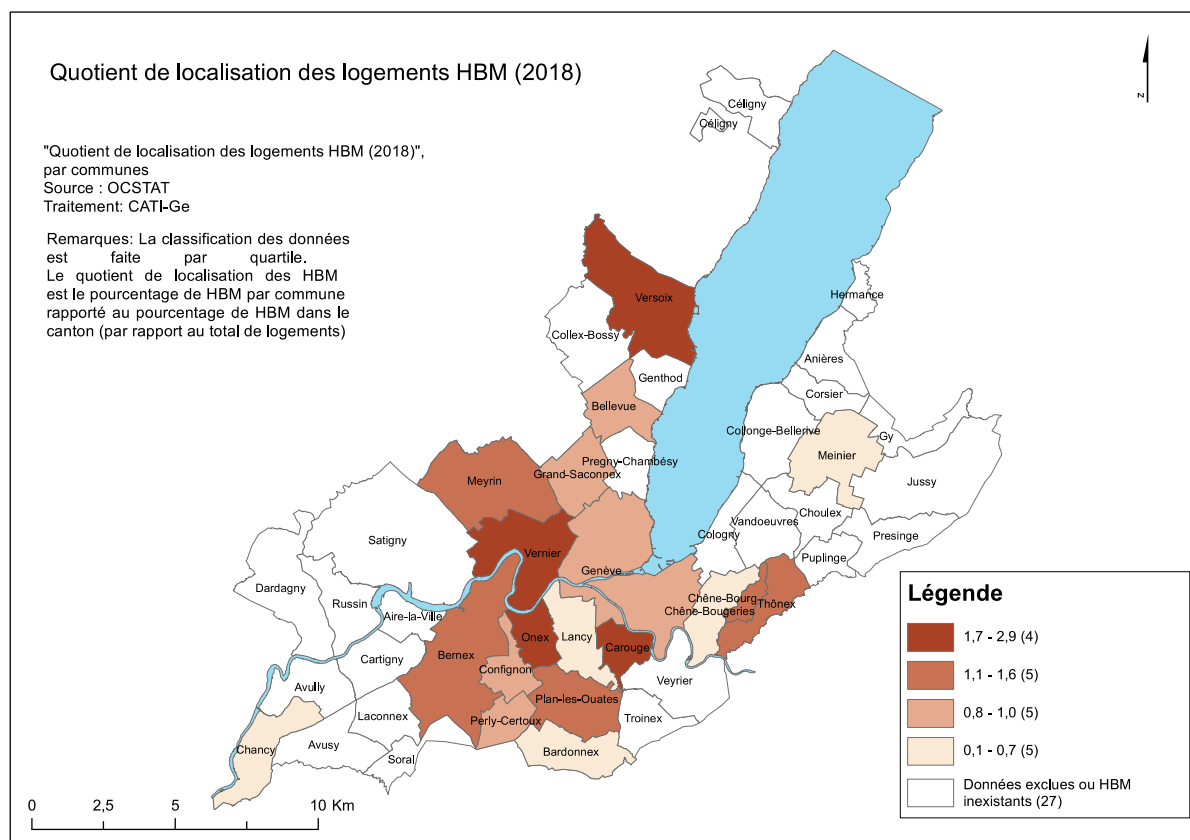 Quotient de localisation des logements HBM (2018)
"Quotient de localisation des logements HBM (2018)",
par communes
Source : OCSTAT
Traitement: CATI-Ge
Remarques: La classification des données
est faite par quartile.
Le quotient de localisation des HBM
est le pourcentage de HBM par commune
rapporté au pourcentage de HBM dans le
canton (par rapport au total de logements)
N
Céligny
Céligny
Versoix
Hermance
Collex-Bossy
Anières
Genthod
Corsier
Bellevue
Collonge-Bellerive
Gy
Meinier
Pregny-Chambésy
Grand-Saconnex
Meyrin
Jussy
Choulex
Vandoeuvres
Cologny
Presinge
Satigny
Vernier
Puplinge
Genève
Dardagny
Russin
Chêne-Bourg
Thônex
Chêne-Bougeries
Aire-la-Ville
Onex
Lancy
Carouge
Bernex
Cartigny
Confignon
Veyrier
Avully
Plan-les-Ouates
Laconnex
Perly-Certoux
Troinex
Chancy
Avusy
Bardonnex
Soral
Légende
1,7 - 2,9 (4)
1,1 - 1,6 (5)
0,8 - 1,0 (5)
0,1 - 0,7 (5)
Données exclues ou HBM
inexistants (27)
0 2,5 5 10 Km